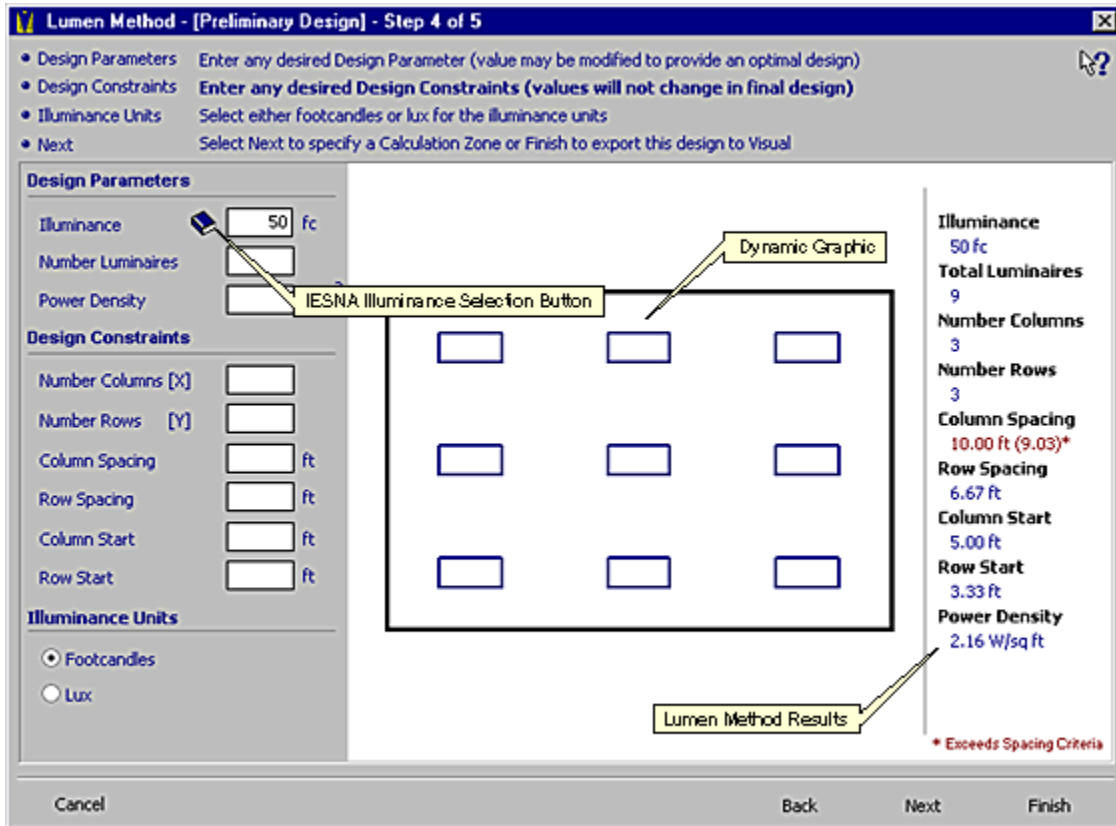 Lumen Method - [Preliminary Design] - Step 4 of 5
• Design Parameters Enter any desired Design Parameter (value may be modified to provide an optimal design)
• Design Constraints Enter any desired Design Constraints (values will not change in final design)
• Illuminance Units Select either footcandles or lux for the illuminance units
• Next Select Next to specify a Calculation Zone or Finish to export this design to Visual
Design Parameters
Illuminance 50 fc
Number Luminaires
Power Density
IESNA Illuminance Selection Button
Design Constraints
Number Columns [X]
Number Rows [Y]
Column Spacing ft
Row Spacing ft
Column Start ft
Row Start ft
Illuminance Units
Footcandles
Lux
Dynamic Graphic
Lumen Method Results
Illuminance
50 fc
Total Luminaires
9
Number Columns
3
Number Rows
3
Column Spacing
10.00 ft (9.03)*
Row Spacing
6.67 ft
Column Start
5.00 ft
Row Start
3.33 ft
Power Density
2.16 W/sq ft
* Exceeds Spacing Criteria
Cancel Back Next Finish